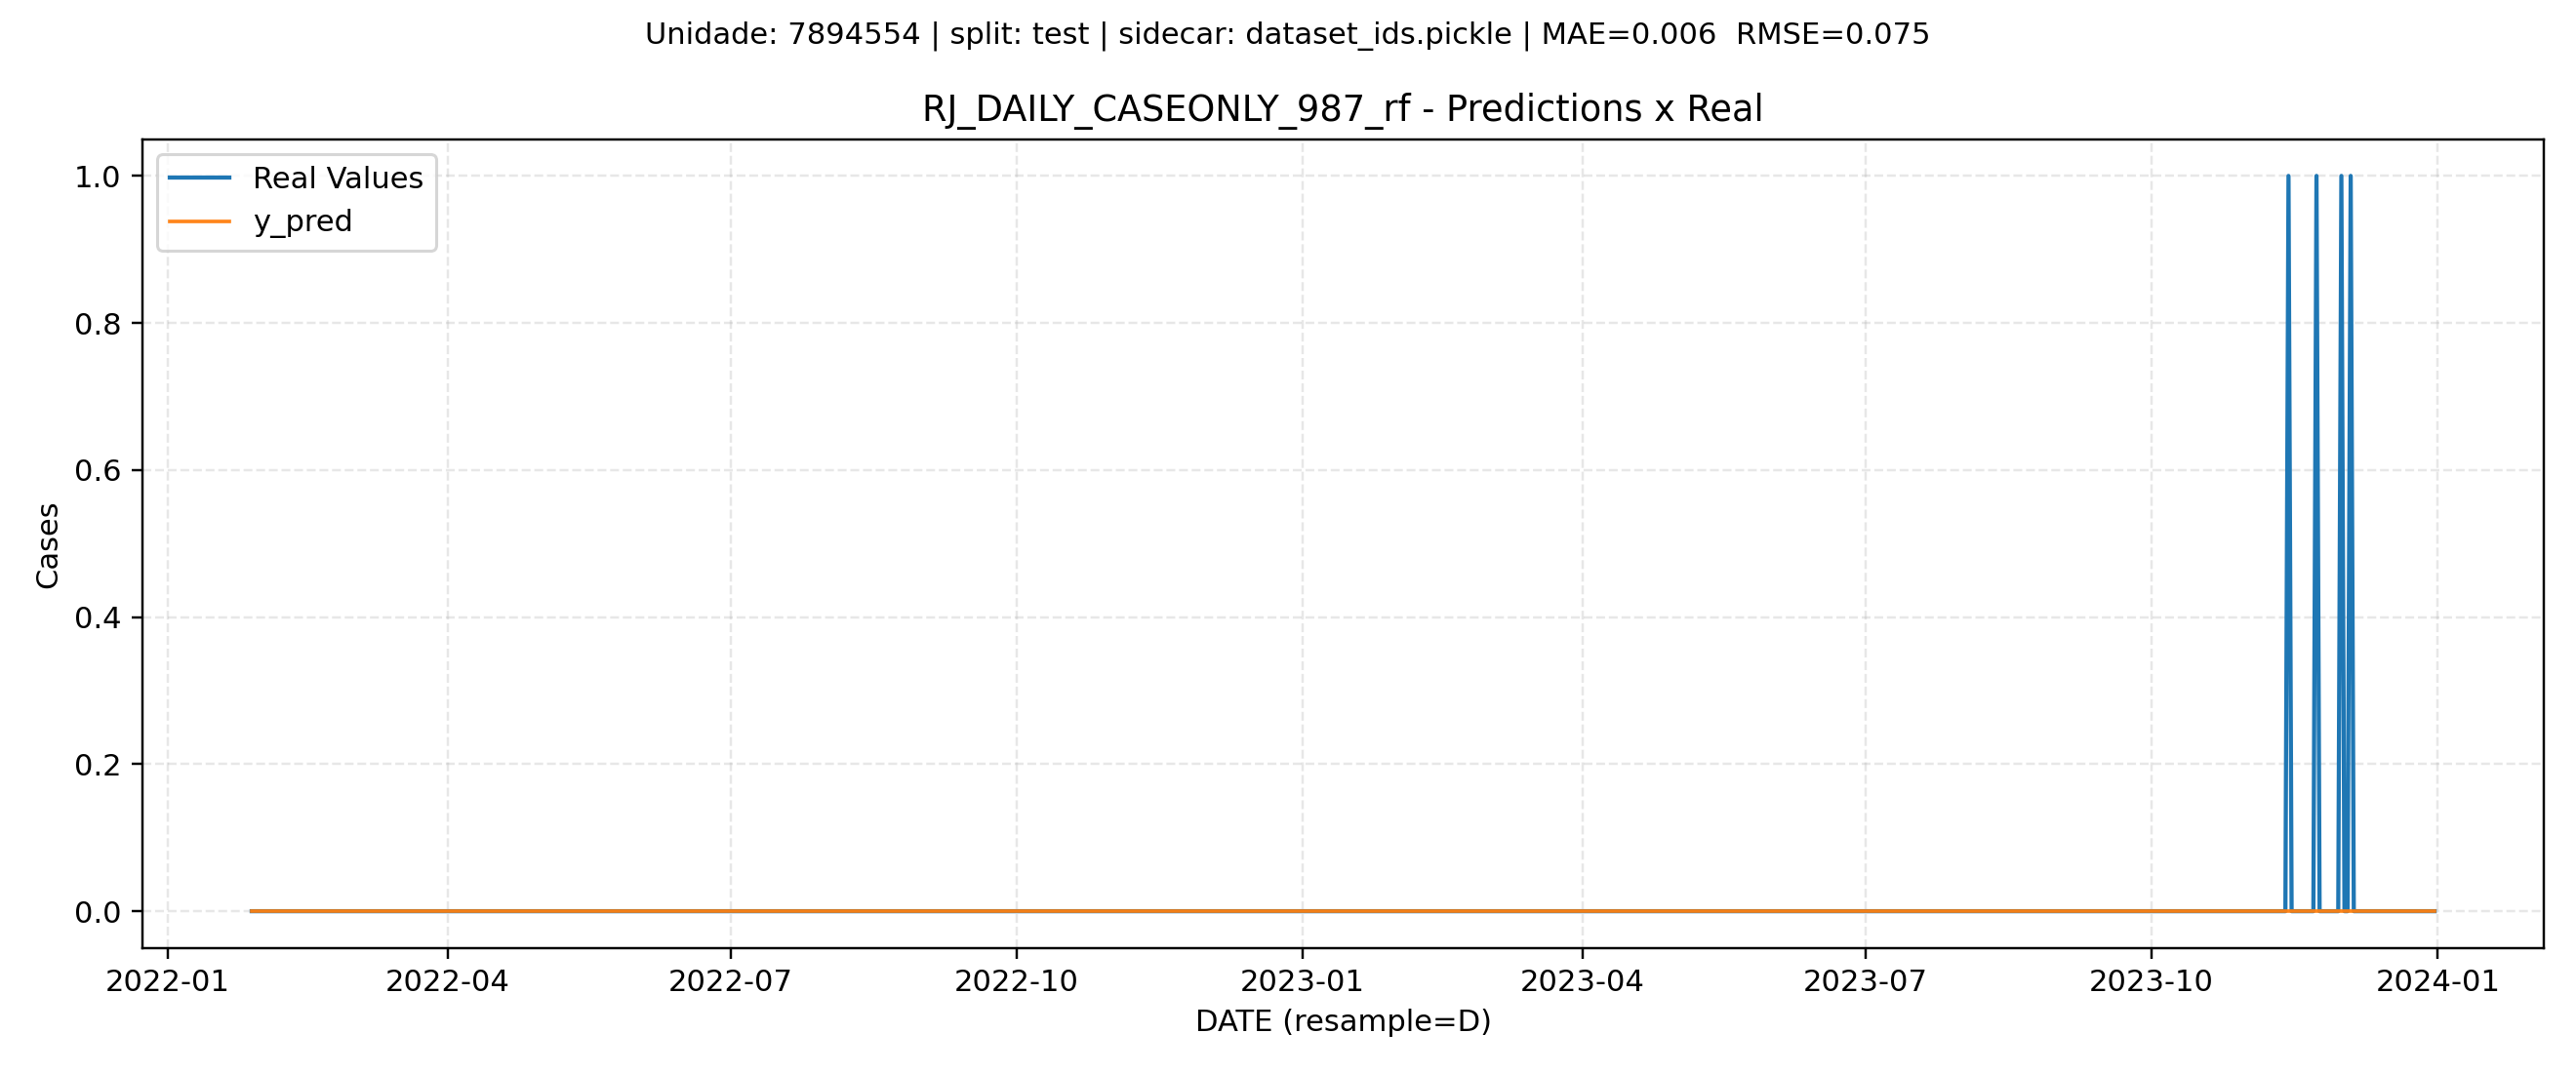 Unidade: 7894554 | split: test | sidecar: dataset_ids.pickle | MAE=0.006  RMSE=0.075
RJ_DAILY_CASEONLY_987_rf - Predictions x Real
Real Values
y_pred
1.0
0.8
0.6
0.4
0.2
0.0
Cases
2022-01 2022-04 2022-07 2022-10 2023-01 2023-04 2023-07 2023-10 2024-01
DATE (resample=D)